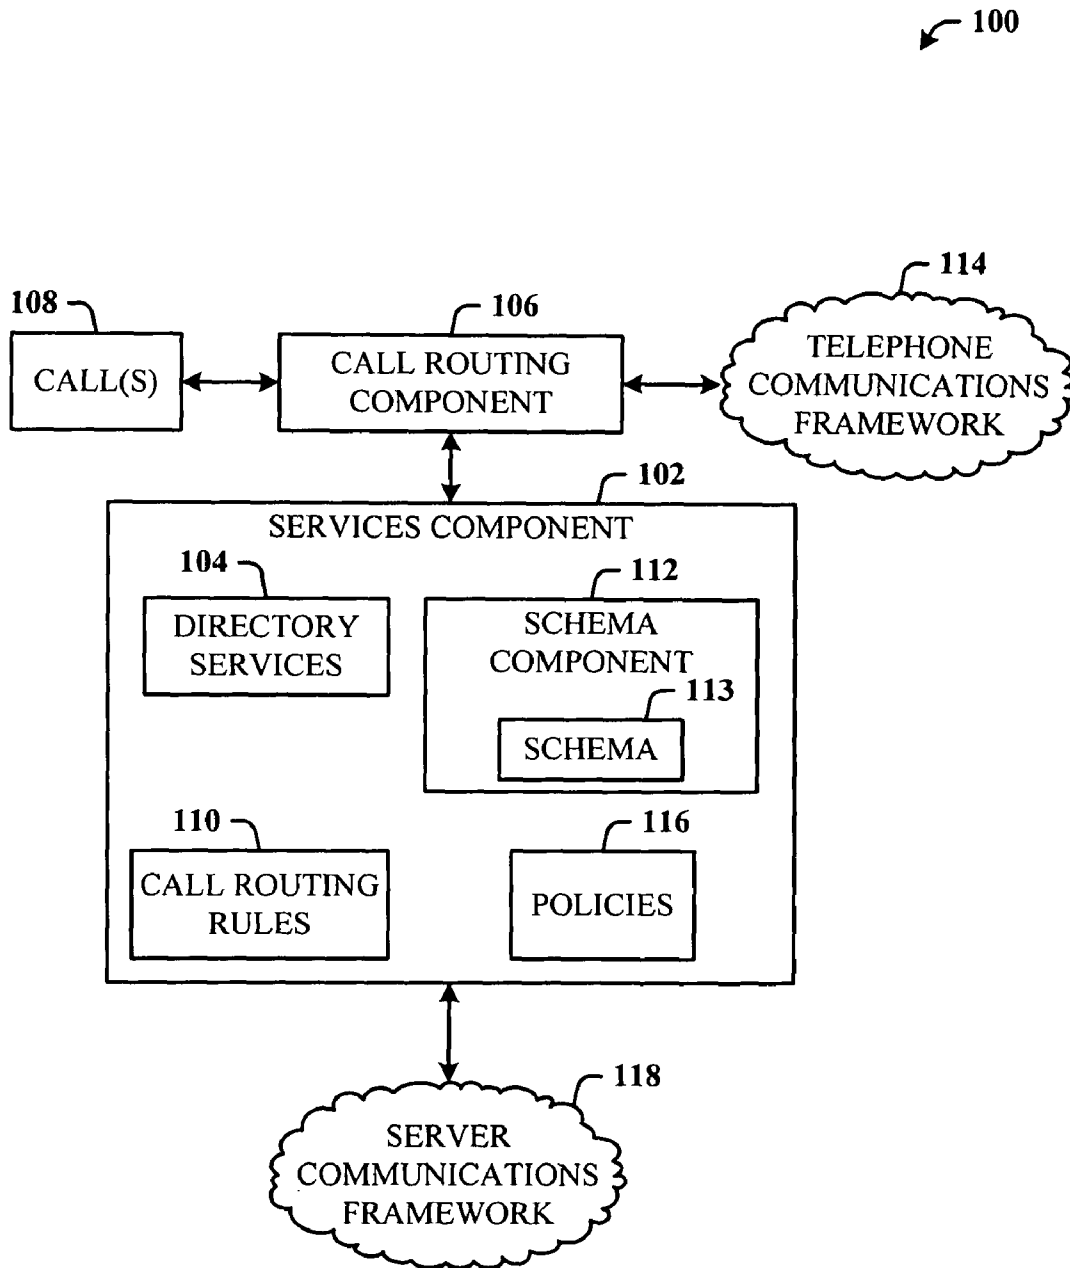 100
114
108
106
CALL(S)
CALL ROUTING
COMPONENT
TELEPHONE
COMMUNICATIONS
FRAMEWORK
102
SERVICES COMPONENT
104
112
DIRECTORY
SERVICES
SCHEMA
COMPONENT
113
SCHEMA
110
116
CALL ROUTING
RULES
POLICIES
118
SERVER
COMMUNICATIONS
FRAMEWORK